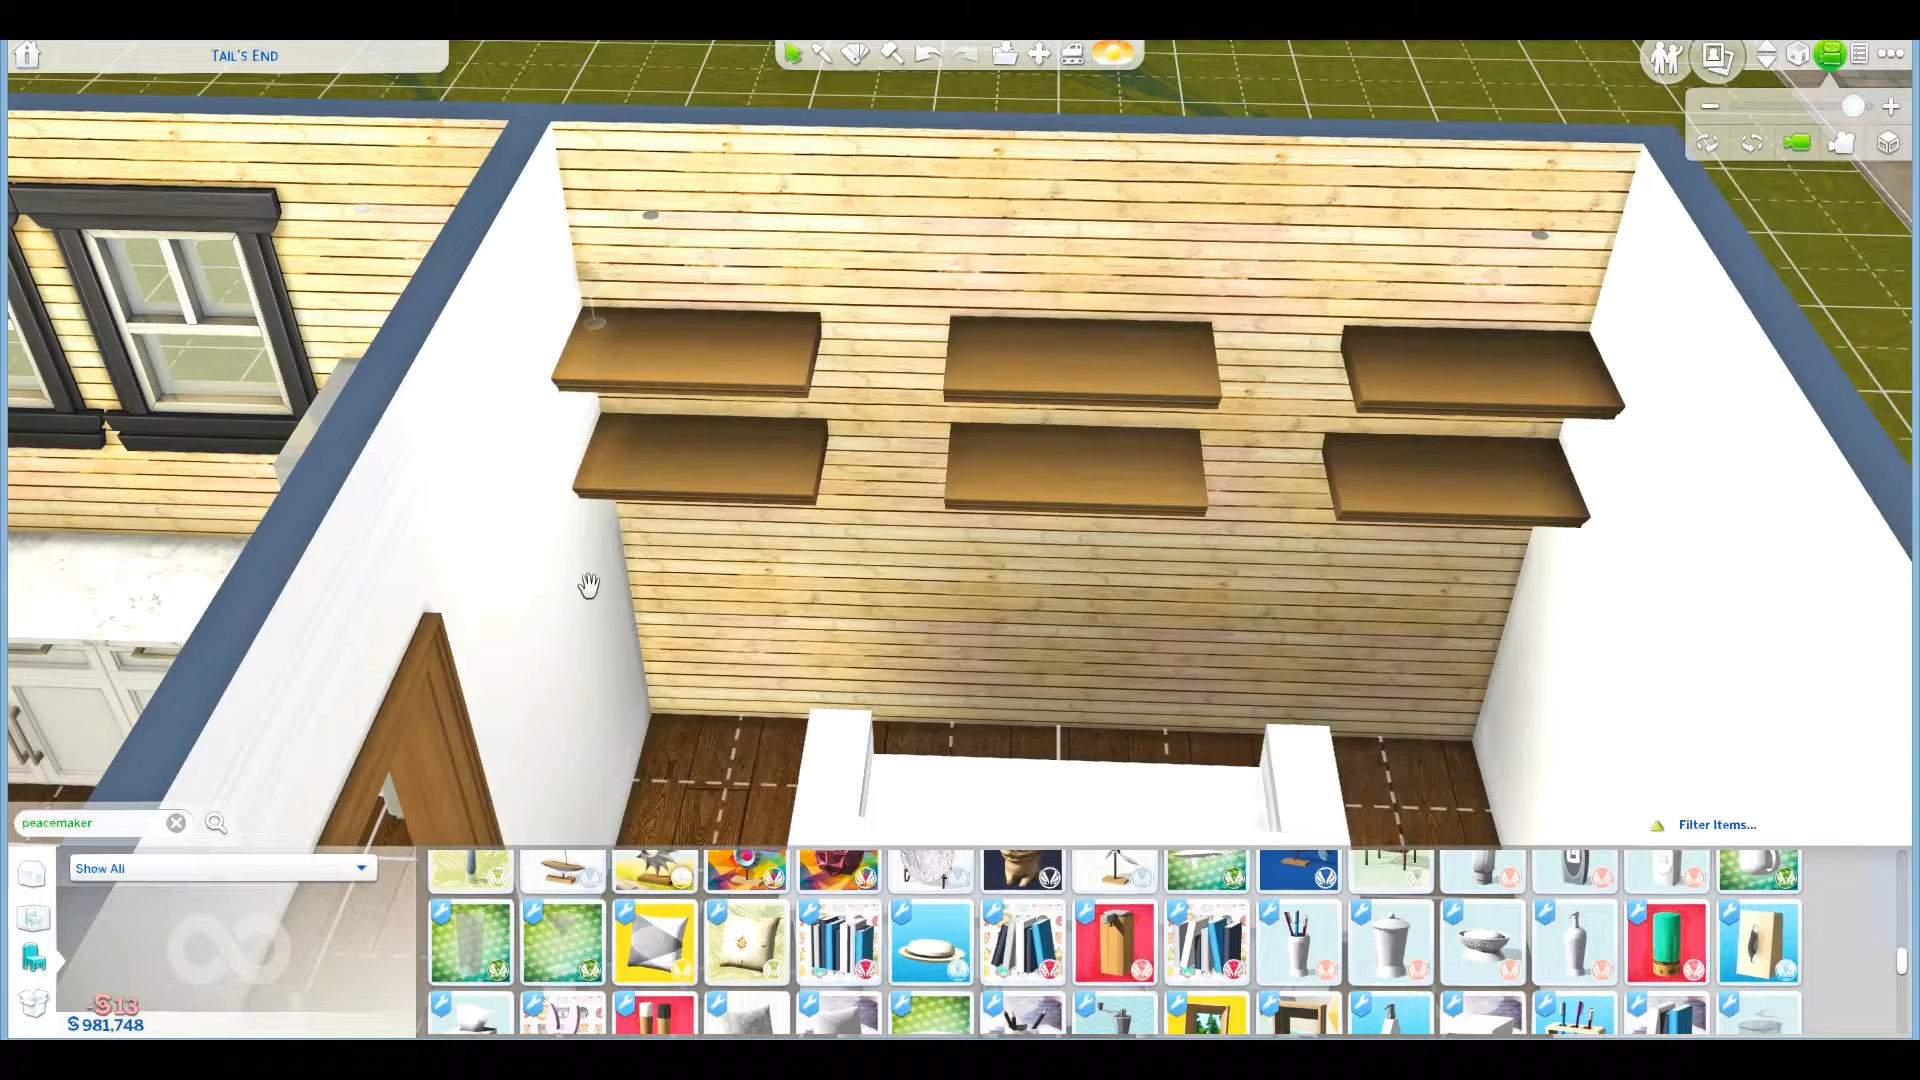 TAIL'S END
peacemaker
Filter Items...
Show All
-§13
§981,748